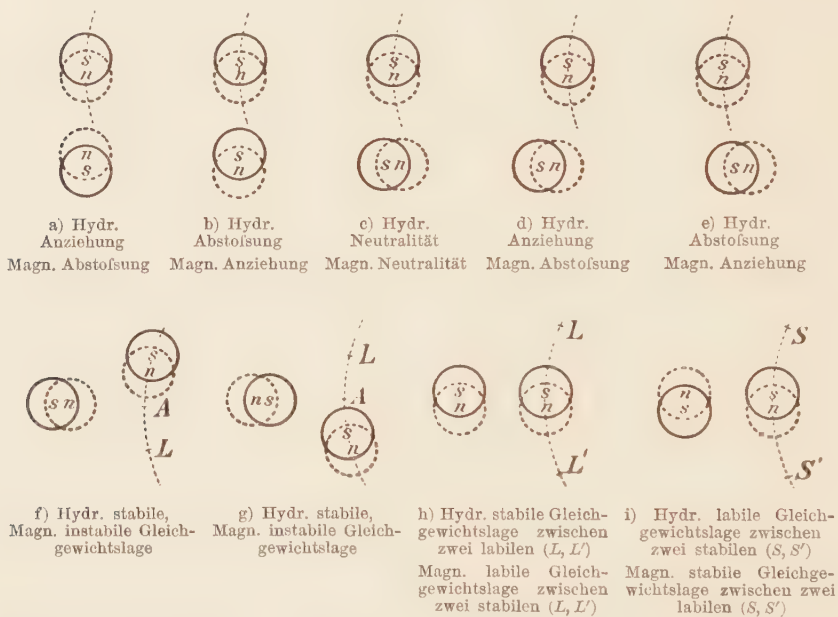 s
n
s
n
s
n
s
n
s
n
n
s
s
n
s n
s n
s n
a) Hydr.
Anziehung
Magn. Abstoſsung
b) Hydr.
Abstoſsung
Magn. Anziehung
c) Hydr.
Neutralität
Magn. Neutralität
d) Hydr.
Anziehung
Magn. Abstoſsung
e) Hydr.
Abstoſsung
Magn. Anziehung
s n
s
n
A
L
n s
L
A
s
n
s
n
L
s
n
L'
n
s
S
s
n
S'
f) Hydr. stabile,
Magn. instabile Gleich-
gewichtslage
g) Hydr. stabile,
Magn. instabile Gleich-
gewichtslage
h) Hydr. stabile Gleich-
gewichtslage zwischen
zwei labilen (L, L')
Magn. labile Gleich-
gewichtslage zwischen
zwei stabilen (L, L')
i) Hydr. labile Gleich-
gewichtslage zwischen
zwei stabilen (S, S')
Magn. stabile Gleichge-
wichtslage zwischen zwei
labilen (S, S')